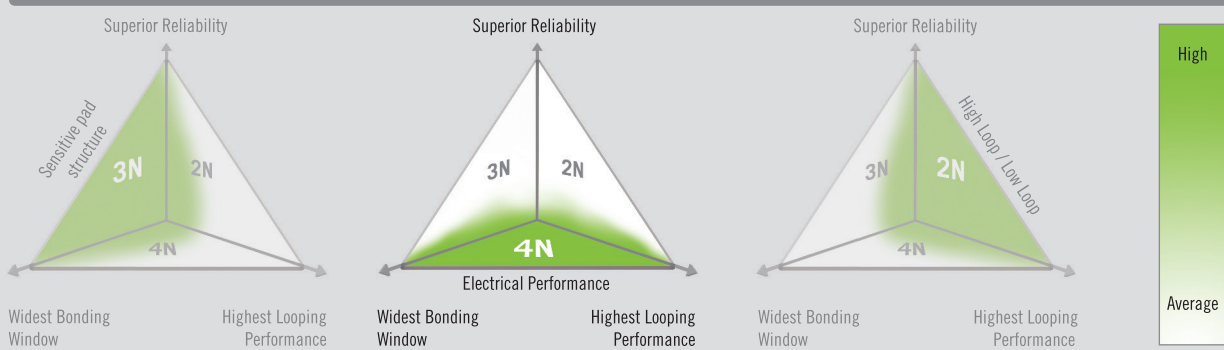 Superior Reliability
Sensitive pad
structure
3N
2N
4N
Widest Bonding
Window
Highest Looping
Performance
Superior Reliability
3N
2N
4N
Electrical Performance
Widest Bonding
Window
Highest Looping
Performance
Superior Reliability
High Loop / Low Loop
3N
2N
4N
Widest Bonding
Window
Highest Looping
Performance
High
Average